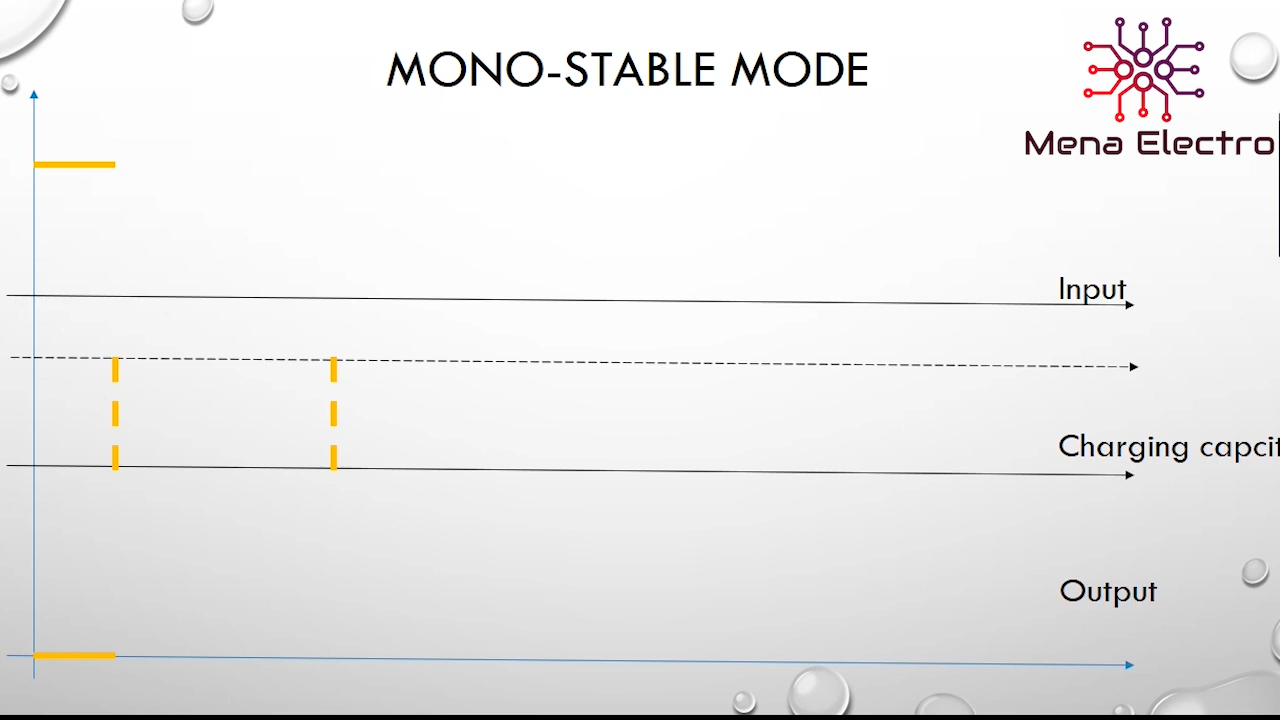 MONO-STABLE MODE
Mena Electro
Input
Charging capcit
Output